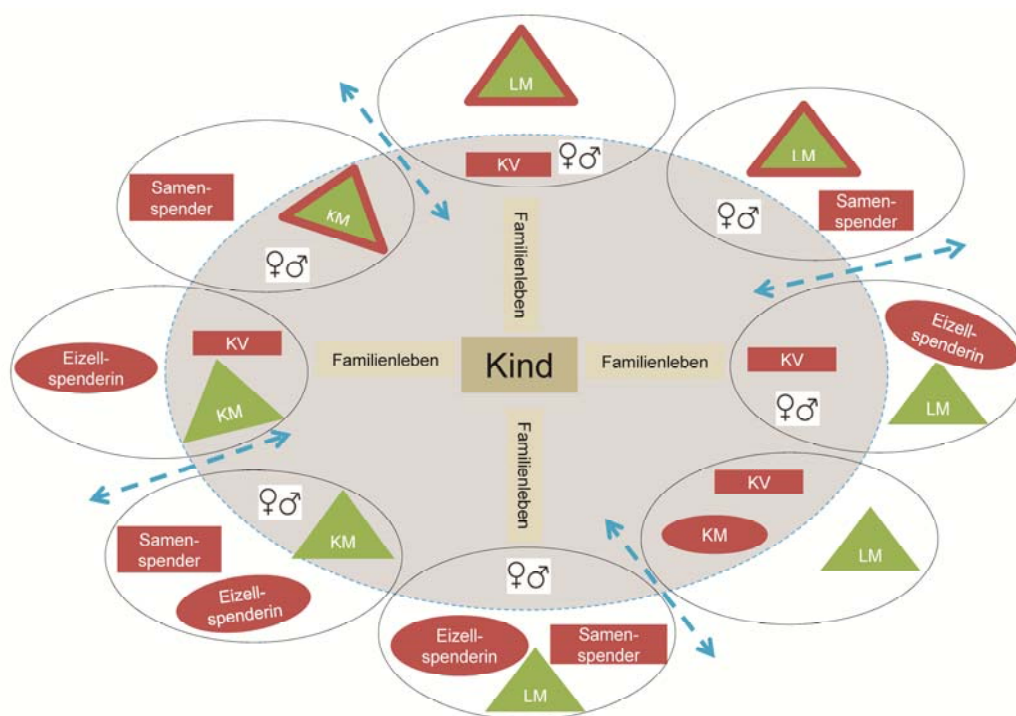 LM
KV
♀♂
LM
Samen-
spender
♀♂
Samen-
spender
KM
♀♂
Familienleben
Eizell-
spenderin
KV
KM
Familienleben
Kind
Familienleben
KV
♀♂
Eizell-
spenderin
LM
Familienleben
KV
KM
LM
♀♂
KM
Samen-
spender
Eizell-
spenderin
♀♂
Eizell-
spenderin
Samen-
spender
LM